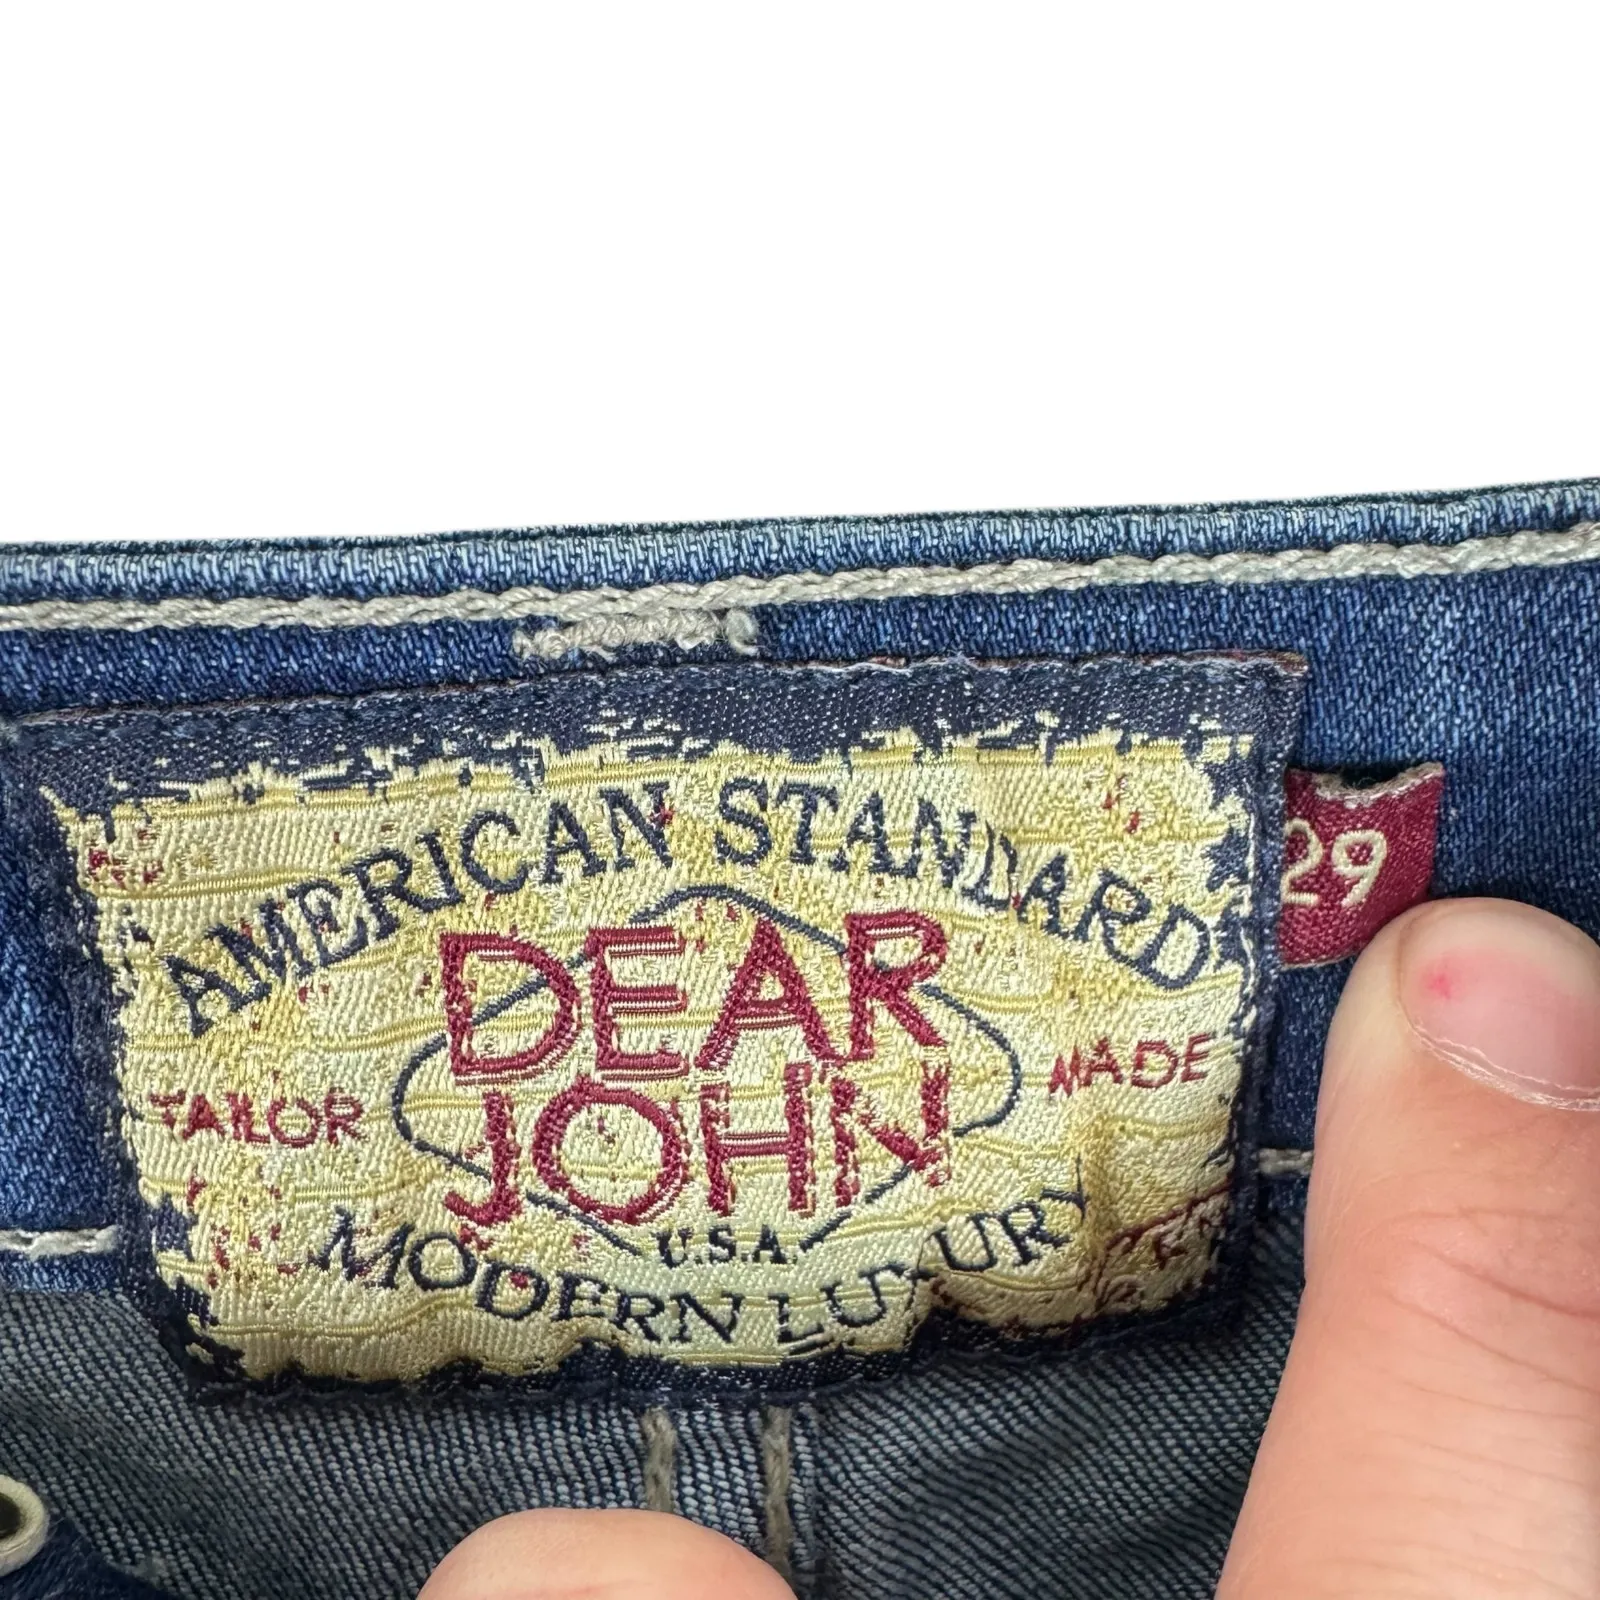 AMERICAN STANDARD
DEAR
JOHN
TAILOR
MADE
U.S.A.
MODERN LUXURY
29